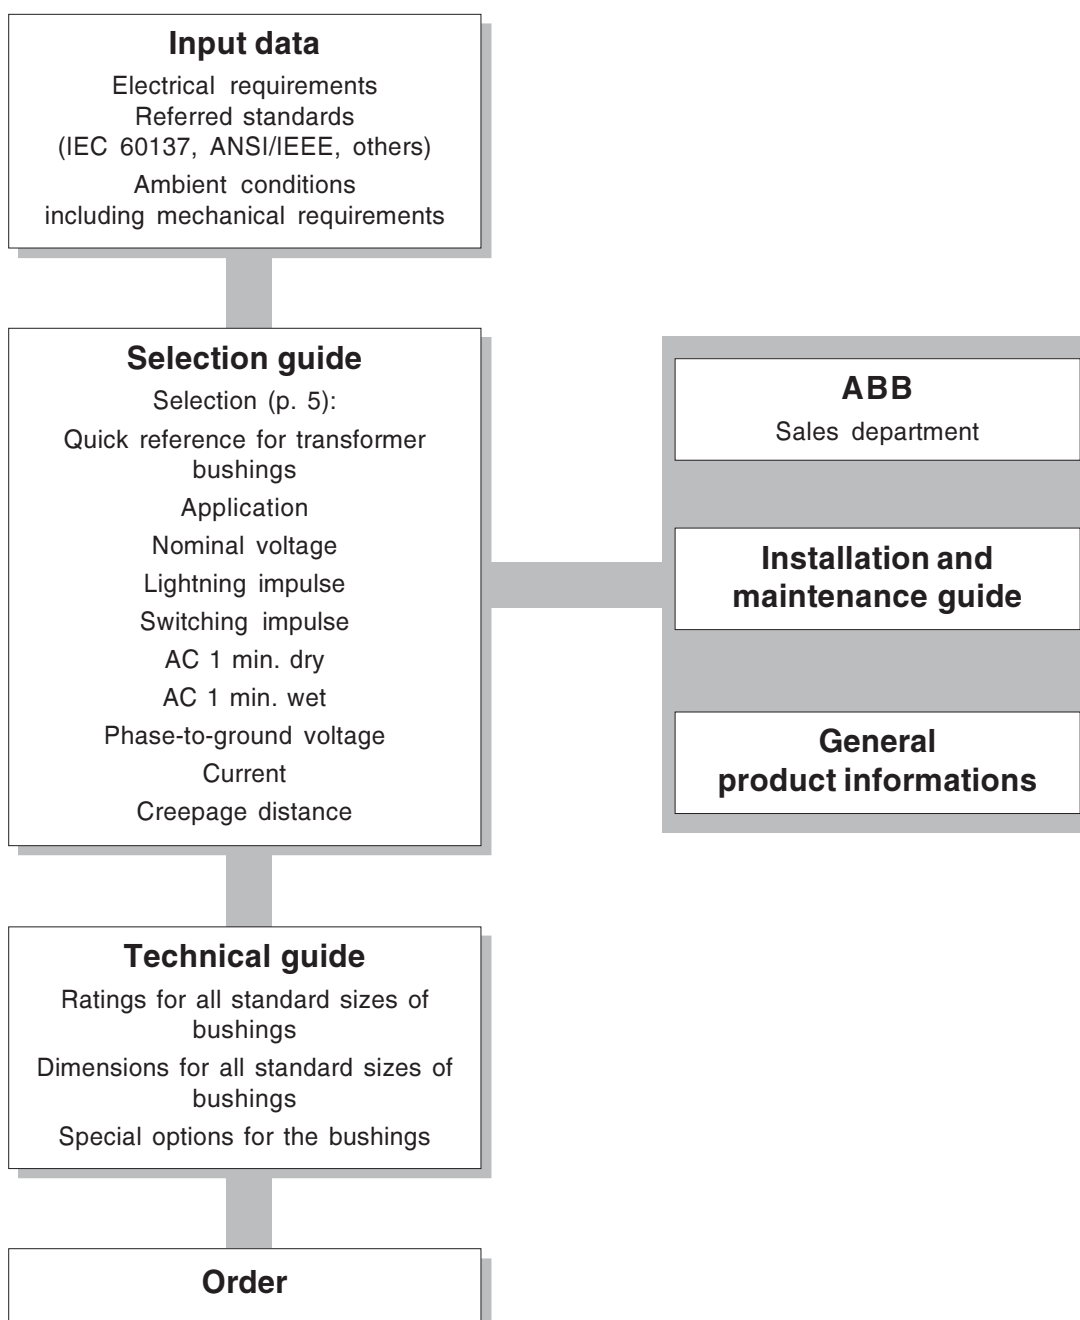 Input data
Electrical requirements
Referred standards
(IEC 60137, ANSI/IEEE, others)
Ambient conditions
including mechanical requirements
Selection guide
Selection (p. 5):
Quick reference for transformer
bushings
Application
Nominal voltage
Lightning impulse
Switching impulse
AC 1 min. dry
AC 1 min. wet
Phase-to-ground voltage
Current
Creepage distance
ABB
Sales department
Installation and
maintenance guide
General
product informations
Technical guide
Ratings for all standard sizes of
bushings
Dimensions for all standard sizes of
bushings
Special options for the bushings
Order